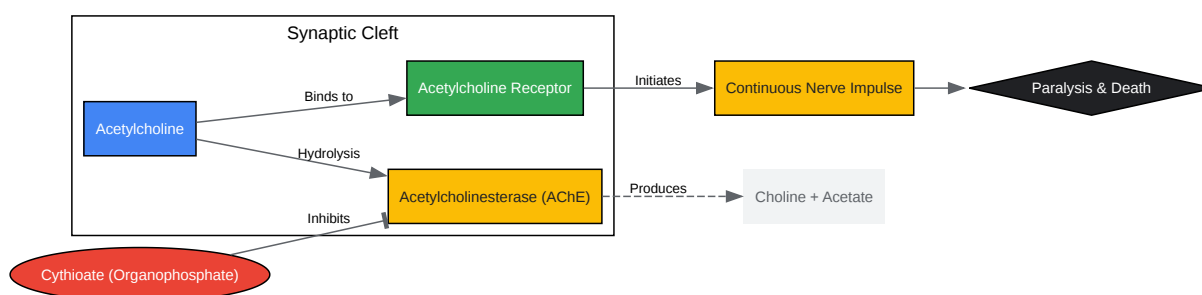 Synaptic Cleft
Acetylcholine Receptor
Initiates
Continuous Nerve Impulse
Paralysis & Death
Binds to
Acetylcholine
Hydrolysis
Acetylcholinesterase (AChE)
Produces
Choline + Acetate
Inhibits
Cythioate (Organophosphate)